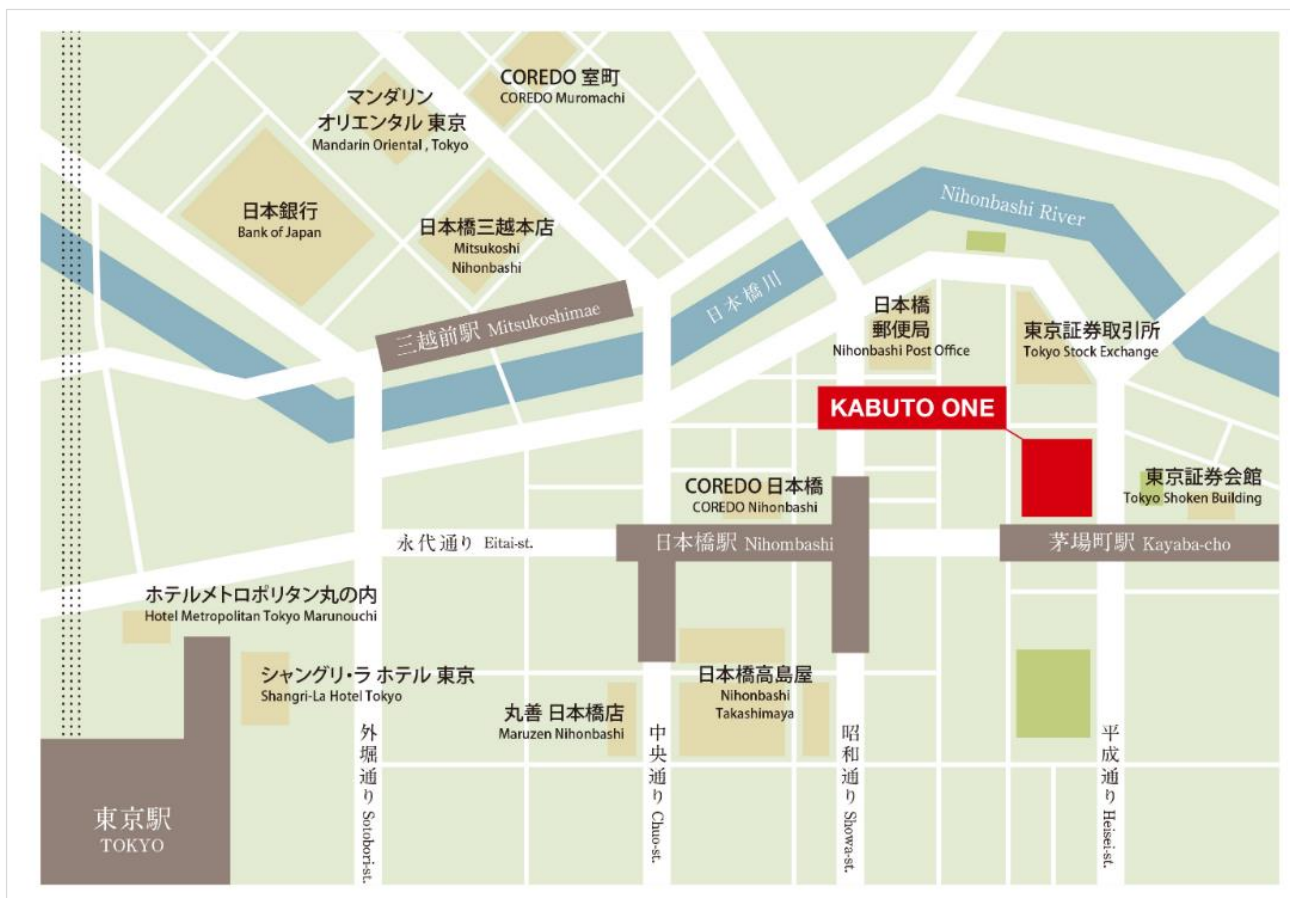 COREDO 室町
COREDO Muromachi
マンダリン
オリエンタル 東京
Mandarin Oriental , Tokyo
日本銀行
Bank of Japan
日本橋三越本店
Mitsukoshi
Nihonbashi
Nihonbashi River
日本橋川
三越前駅 Mitsukoshimae
日本橋
郵便局
Nihonbashi Post Office
東京証券取引所
Tokyo Stock Exchange
KABUTO ONE
COREDO 日本橋
COREDO Nihonbashi
東京証券会館
Tokyo Shoken Building
永代通り Eitai-st.
日本橋駅 Nihombashi
茅場町駅 Kayaba-cho
ホテルメトロポリタン丸の内
Hotel Metropolitan Tokyo Marunouchi
シャングリ・ラ ホテル 東京
Shangri-La Hotel Tokyo
丸善 日本橋店
Maruzen Nihonbashi
日本橋高島屋
Nihonbashi
Takashimaya
外堀通り Sotobori-st.
中央通り Chuo-st.
昭和通り Showa-st.
平成通り Heisei-st.
東京駅
TOKYO